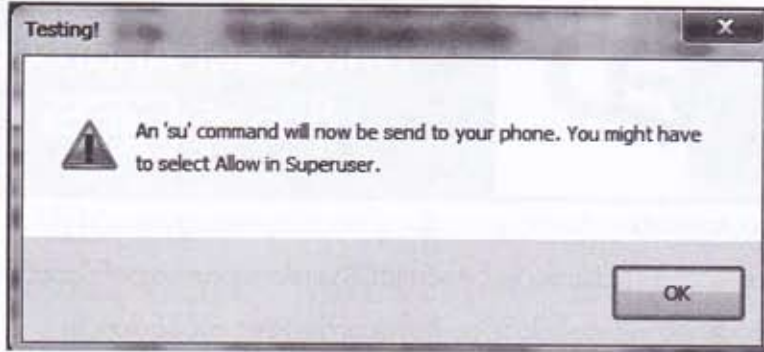 Testing!
An 'su' command will now be send to your phone. You might have
to select Allow in Superuser.
OK